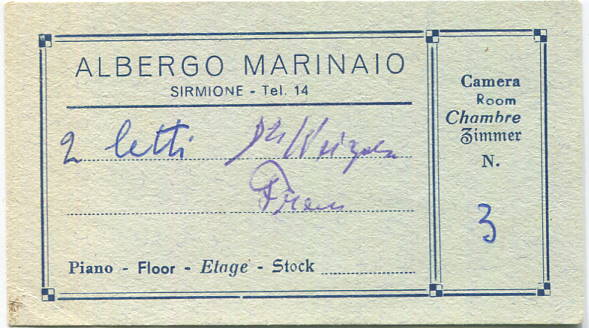 ALBERGO MARINAIO
SIRMIONE - Tel. 14
2 letti
Piano - Floor - Etage - Stock
Camera
Room
Chambre
Zimmer
N.
3